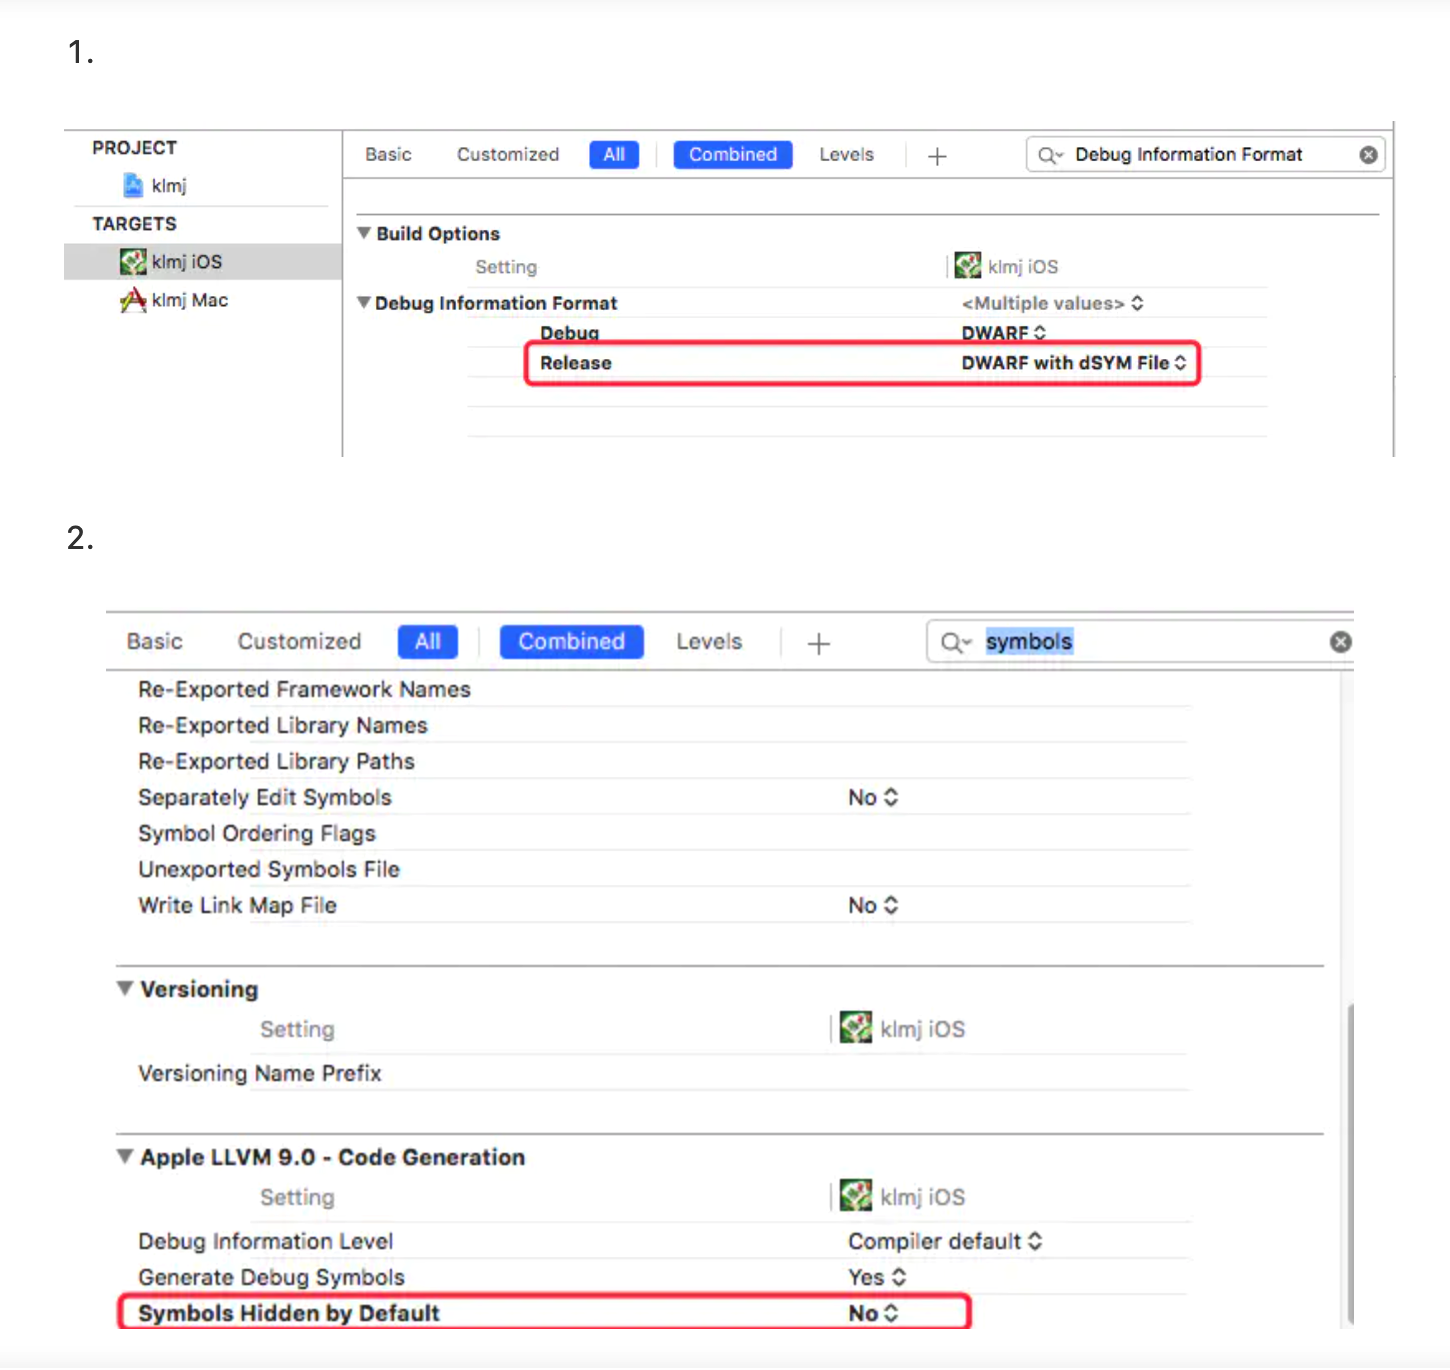 1.
PROJECT
klmj
TARGETS
klmj iOS
klmj Mac
Basic Customized All Combined Levels + Debug Information Format
Build Options
Setting klmj iOS
Debug Information Format <Multiple values>
Debug DWARF
Release DWARF with dSYM File
2.
Basic Customized All Combined Levels + symbols
Re-Exported Framework Names
Re-Exported Library Names
Re-Exported Library Paths
Separately Edit Symbols No
Symbol Ordering Flags
Unexported Symbols File
Write Link Map File No
Versioning
Setting klmj iOS
Versioning Name Prefix
Apple LLVM 9.0 - Code Generation
Setting klmj iOS
Debug Information Level Compiler default
Generate Debug Symbols Yes
Symbols Hidden by Default No